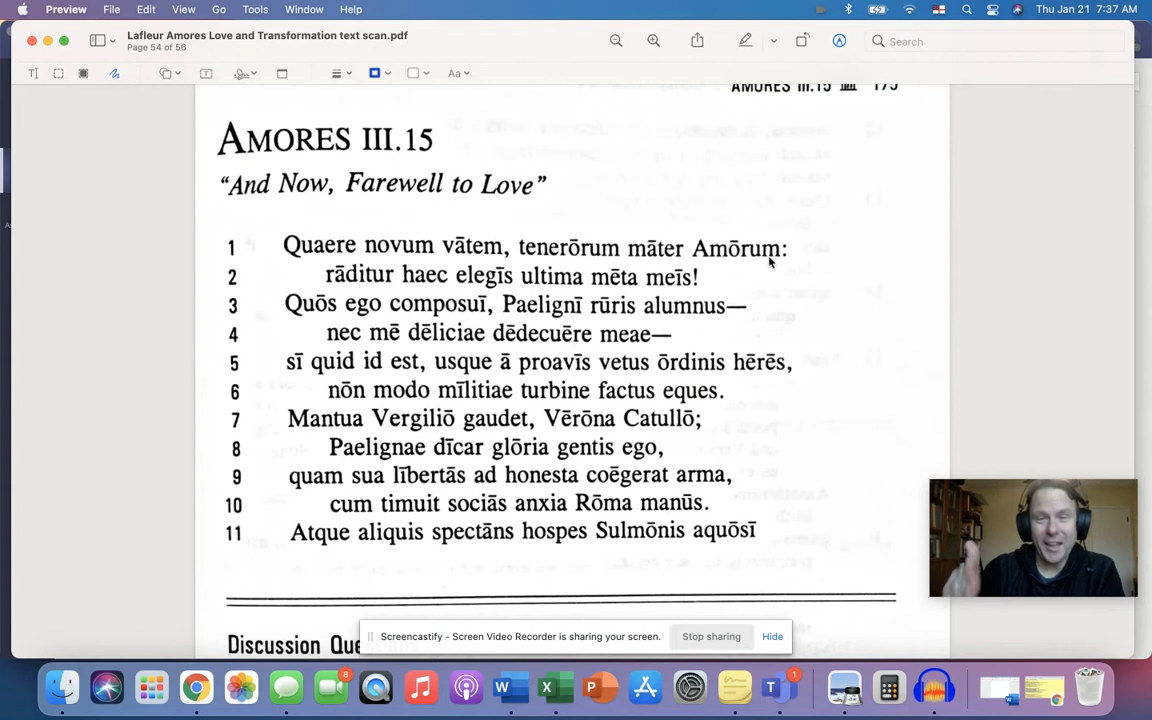 Preview File Edit View Go Tools Window Help Thu Jan 21 7:37 AM
Lafleur Amores Love and Transformation text scan.pdf
Page 54 of 56
Search
Aa
AMORES III.15 175
AMORES III.15
“And Now, Farewell to Love”
1 Quaere novum vātem, tenerōrum māter Amōrum:
2 rāditur haec elegīs ultima mēta meīs!
3 Quōs ego composuī, Paelignī rūris alumnus—
4 nec mē dēliciae dēdecuēre meae—
5 sī quid id est, usque ā proavīs vetus ōrdinis hērēs,
6 nōn modo mīlitiae turbine factus eques.
7 Mantua Vergiliō gaudet, Vērōna Catullō;
8 Paelignae dīcar glōria gentis ego,
9 quam sua lībertās ad honesta coēgerat arma,
10 cum timuit sociās anxia Rōma manūs.
11 Atque aliquis spectāns hospes Sulmōnis aquōsī
Discussion Que
Screencastify - Screen Video Recorder is sharing your screen. Stop sharing Hide
8
1